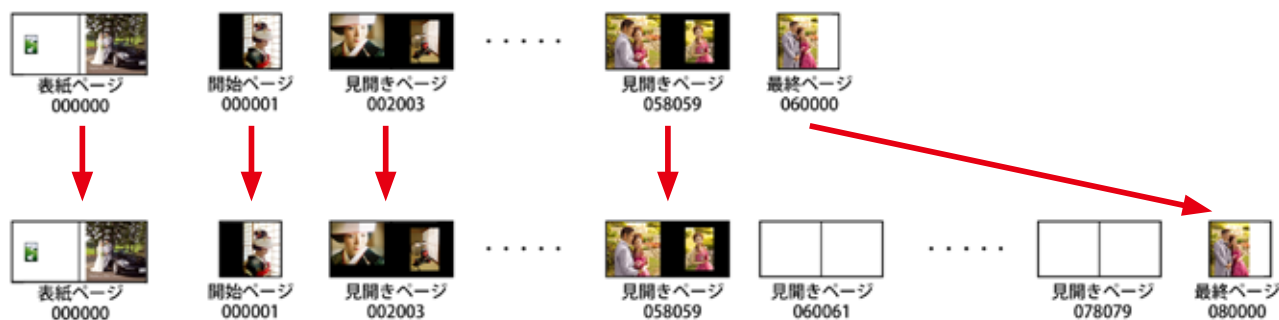 表紙ページ
000000
開始ページ
000001
見開きページ
002003
・・・・・
見開きページ
058059
最終ページ
060000
表紙ページ
000000
開始ページ
000001
見開きページ
002003
・・・・・
見開きページ
058059
見開きページ
060061
・・・・・
見開きページ
078079
最終ページ
080000